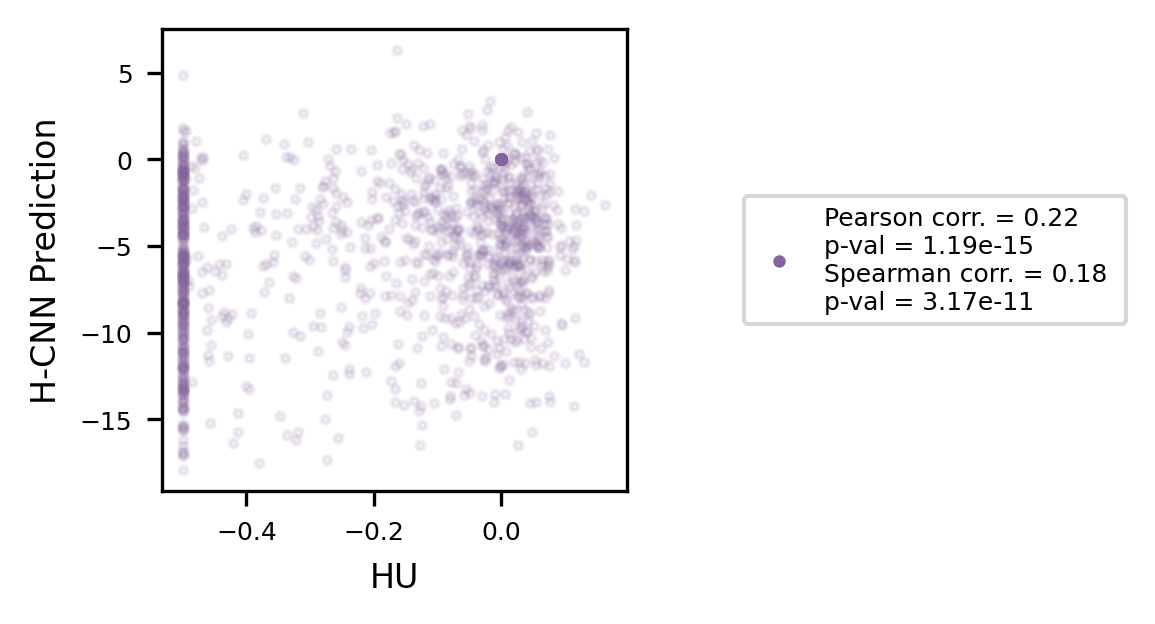 H-CNN Prediction
5
0
−5
−10
−15
−0.4
−0.2
0.0
HU
Pearson corr. = 0.22
p-val = 1.19e-15
Spearman corr. = 0.18
p-val = 3.17e-11